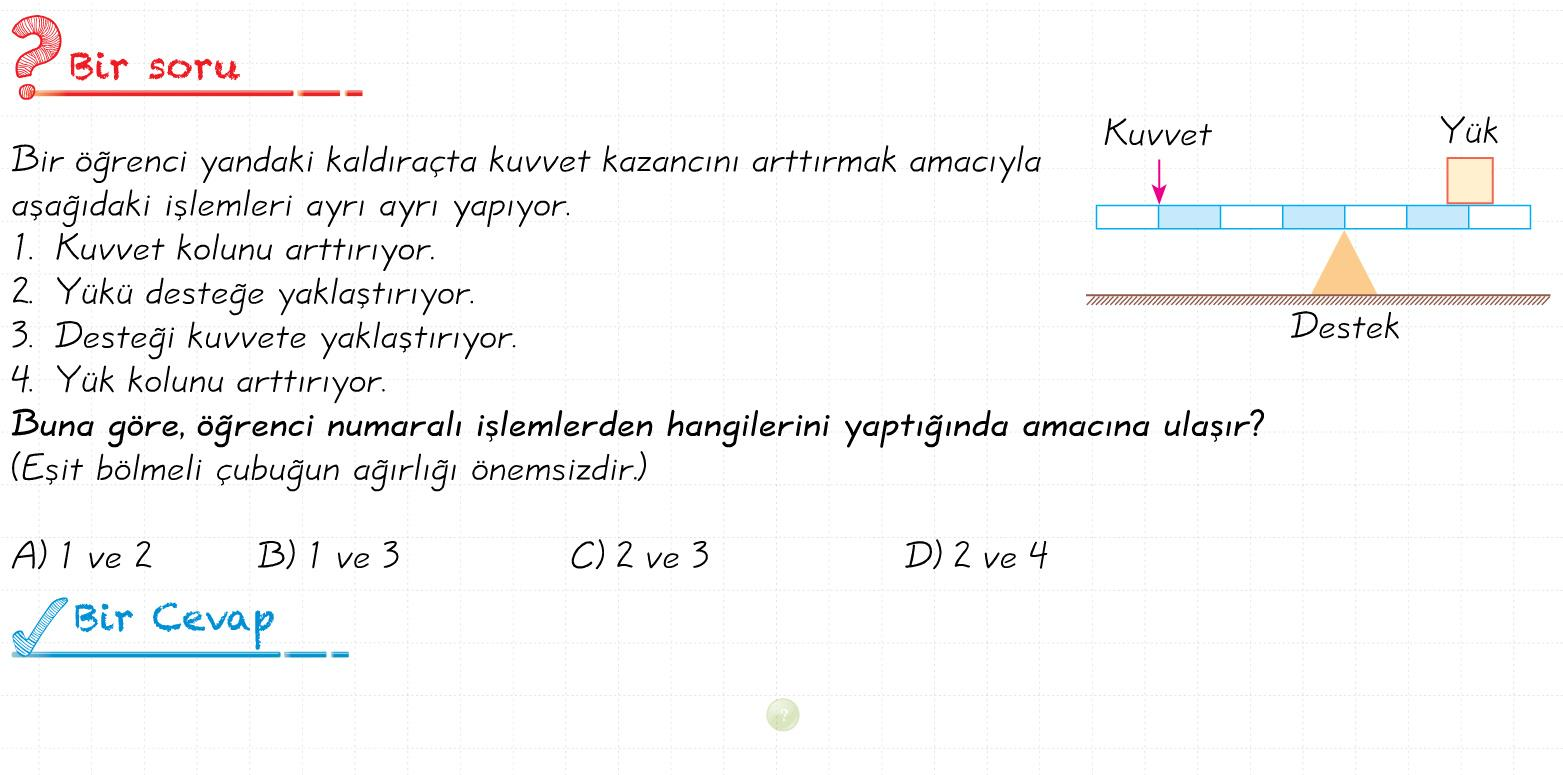 Bir soru
Kuvvet
Yük
Bir öğrenci yandaki kaldıraçta kuvvet kazancını arttırmak amacıyla
aşağıdaki işlemleri ayrı ayrı yapıyor.
1. Kuvvet kolunu arttırıyor.
2. Yükü desteğe yaklaştırıyor.
3. Desteği kuvvete yaklaştırıyor.
Destek
4. Yük kolunu arttırıyor.
Buna göre, öğrenci numaralı işlemlerden hangilerini yaptığında amacına ulaşır?
(Eşit bölmeli çubuğun ağırlığı önemsizdir.)
A) 1 ve 2 B) 1 ve 3 C) 2 ve 3 D) 2 ve 4
Bir Cevap
?